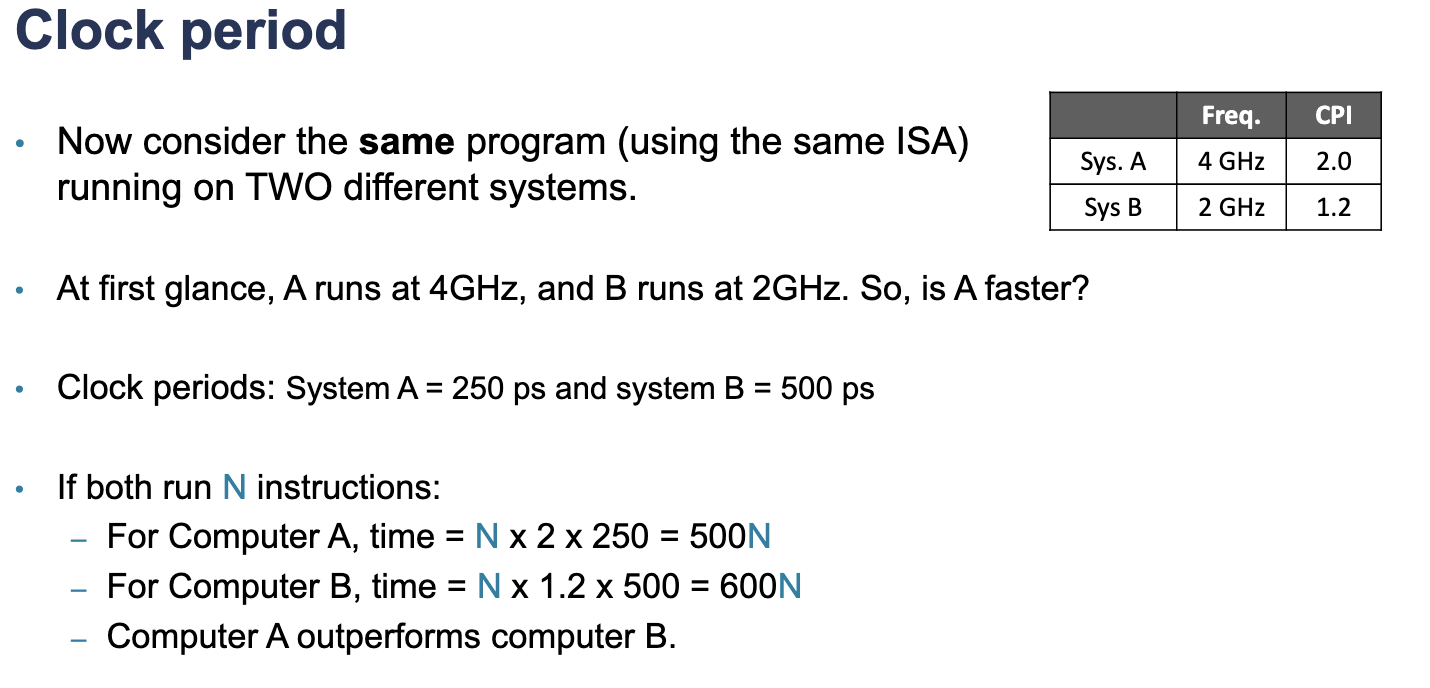 Clock period
• Now consider the same program (using the same ISA)
running on TWO different systems.
Freq. CPI
Sys. A 4 GHz 2.0
Sys B 2 GHz 1.2
• At first glance, A runs at 4GHz, and B runs at 2GHz. So, is A faster?
• Clock periods: System A = 250 ps and system B = 500 ps
• If both run N instructions:
– For Computer A, time = N x 2 x 250 = 500N
– For Computer B, time = N x 1.2 x 500 = 600N
– Computer A outperforms computer B.